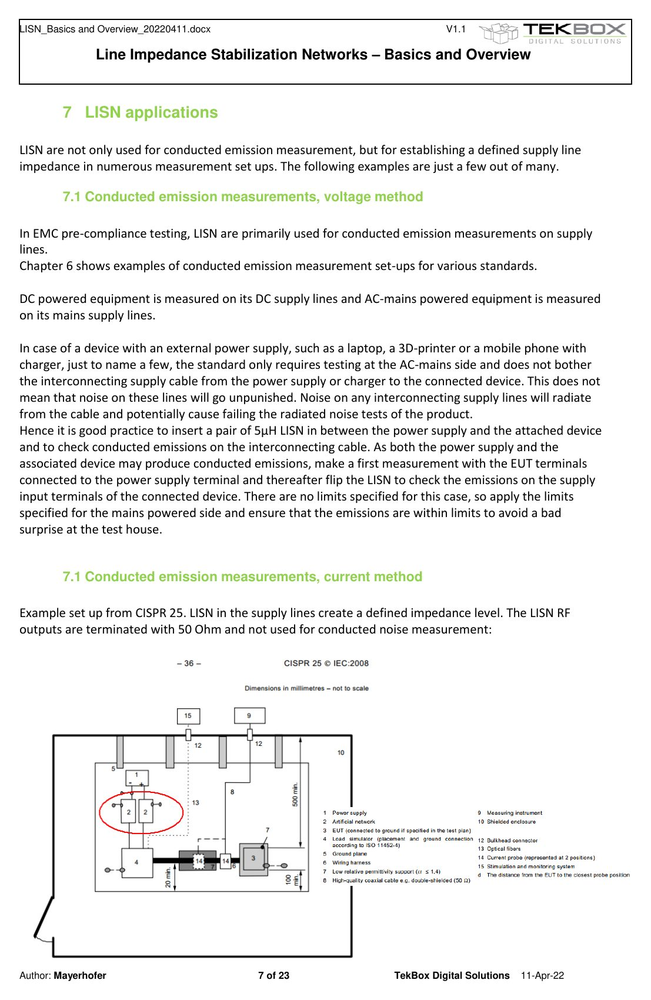 LISN_Basics and Overview_20220411.docx V1.1 TEKBOX
DIGITAL SOLUTIONS
Line Impedance Stabilization Networks – Basics and Overview
7 LISN applications
LISN are not only used for conducted emission measurement, but for establishing a defined supply line
impedance in numerous measurement set ups. The following examples are just a few out of many.
7.1 Conducted emission measurements, voltage method
In EMC pre-compliance testing, LISN are primarily used for conducted emission measurements on supply
lines.
Chapter 6 shows examples of conducted emission measurement set-ups for various standards.
DC powered equipment is measured on its DC supply lines and AC-mains powered equipment is measured
on its mains supply lines.
In case of a device with an external power supply, such as a laptop, a 3D-printer or a mobile phone with
charger, just to name a few, the standard only requires testing at the AC-mains side and does not bother
the interconnecting supply cable from the power supply or charger to the connected device. This does not
mean that noise on these lines will go unpunished. Noise on any interconnecting supply lines will radiate
from the cable and potentially cause failing the radiated noise tests of the product.
Hence it is good practice to insert a pair of 5µH LISN in between the power supply and the attached device
and to check conducted emissions on the interconnecting cable. As both the power supply and the
associated device may produce conducted emissions, make a first measurement with the EUT terminals
connected to the power supply terminal and thereafter flip the LISN to check the emissions on the supply
input terminals of the connected device. There are no limits specified for this case, so apply the limits
specified for the mains powered side and ensure that the emissions are within limits to avoid a bad
surprise at the test house.
7.1 Conducted emission measurements, current method
Example set up from CISPR 25. LISN in the supply lines create a defined impedance level. The LISN RF
outputs are terminated with 50 Ohm and not used for conducted noise measurement:
– 36 – CISPR 25 © IEC:2008
Dimensions in millimetres – not to scale
15 9
12 12
10
5
1
- +
8
500 min.
13
2 2
7
4 14 7 14 6 3
20 min.
100 min.
1 Power supply
2 Artificial network
3 EUT (connected to ground if specified in the test plan)
4 Load simulator (placement and ground connection
according to ISO 11452-4)
5 Ground plane
6 Wiring harness
7 Low relative permittivity support (εr ≤ 1,4)
8 High-quality coaxial cable e.g. double-shielded (50 Ω)
9 Measuring instrument
10 Shielded enclosure
12 Bulkhead connector
13 Optical fibers
14 Current probe (represented at 2 positions)
15 Stimulation and monitoring system
d The distance from the EUT to the closest probe position
Author: Mayerhofer 7 of 23 TekBox Digital Solutions 11-Apr-22